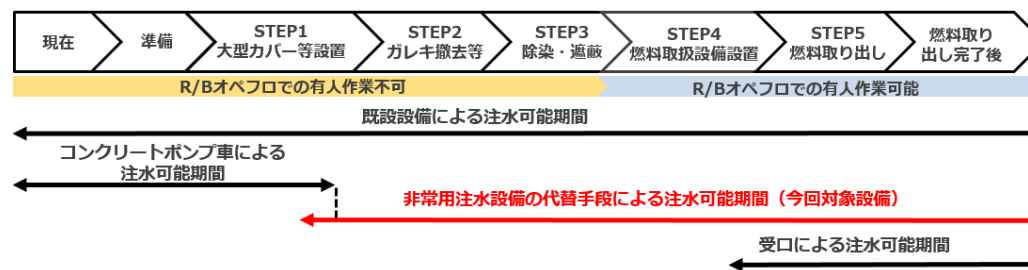 現在
準備
STEP1
大型カバー等設置
STEP2
ガレキ撤去等
STEP3
除染・遮蔽
STEP4
燃料取扱設備設置
STEP5
燃料取り出し
燃料取り
出し完了後
R/Bオペフロでの有人作業不可
R/Bオペフロでの有人作業可能
既設設備による注水可能期間
コンクリートポンプ車による
注水可能期間
非常用注水設備の代替手段による注水可能期間（今回対象設備）
受口による注水可能期間